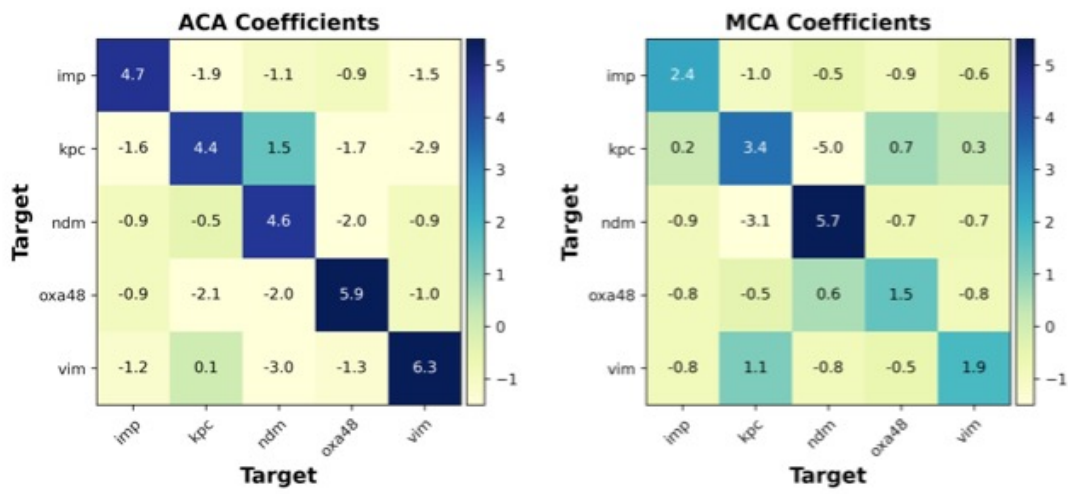 ACA Coefficients
imp 4.7 -1.9 -1.1 -0.9 -1.5
kpc -1.6 4.4 1.5 -1.7 -2.9
ndm -0.9 -0.5 4.6 -2.0 -0.9
oxa48 -0.9 -2.1 -2.0 5.9 -1.0
vim -1.2 0.1 -3.0 -1.3 6.3
imp kpc ndm oxa48 vim
Target
Target
5
4
3
2
1
0
−1
MCA Coefficients
imp 2.4 -1.0 -0.5 -0.9 -0.6
kpc 0.2 3.4 -5.0 0.7 0.3
ndm -0.9 -3.1 5.7 -0.7 -0.7
oxa48 -0.8 -0.5 0.6 1.5 -0.8
vim -0.8 1.1 -0.8 -0.5 1.9
imp kpc ndm oxa48 vim
Target
Target
5
4
3
2
1
0
−1